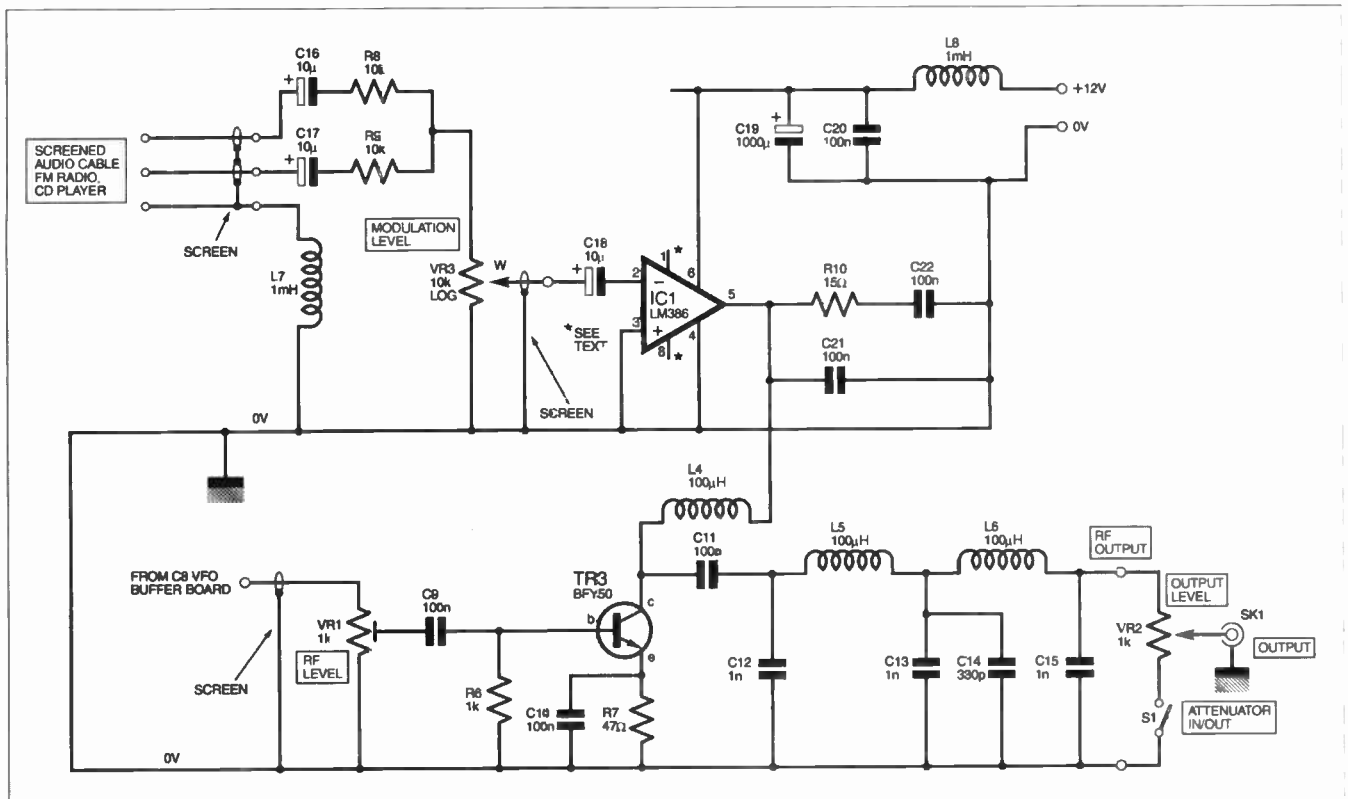 C16
10μ
R8
10k
L8
1mH
+12V
0V
SCREENED
AUDIO CABLE
FM RADIO,
CD PLAYER
C17
10μ
R9
10k
C19
1000μ
C20
100n
SCREEN
MODULATION
LEVEL
L7
1mH
VR3
10k
LOG
W
C18
10μ
1
*
2
6
IC1
LM386
5
3
4
8
*
*SEE
TEXT
R10
15Ω
C22
100n
C21
100n
SCREEN
0V
L4
100μH
FROM C8 VFO
BUFFER BOARD
C9
100n
TR3
BFY50
C11
100n
L5
100μH
L6
100μH
RF
OUTPUT
OUTPUT
LEVEL
VR1
1k
RF
LEVEL
b
c
e
VR2
1k
SK1
OUTPUT
SCREEN
R6
1k
C10
100n
R7
47Ω
C12
1n
C13
1n
C14
330p
C15
1n
S1
ATTENUATOR
IN/OUT
0V